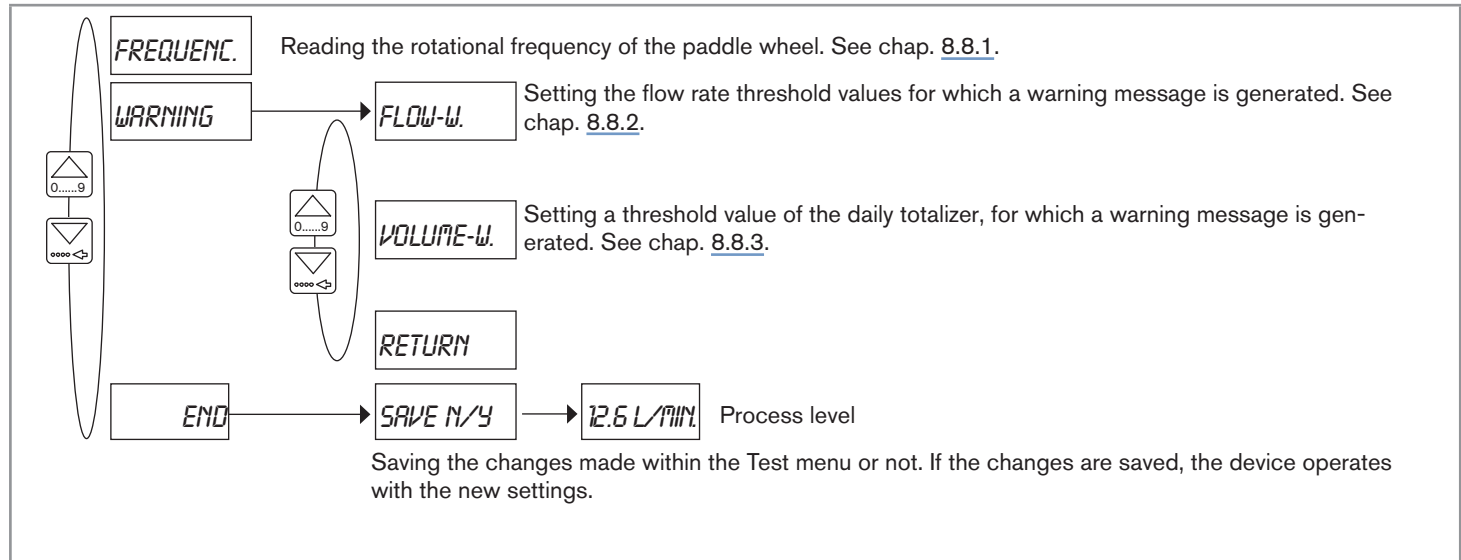 FREQUENC.
Reading the rotational frequency of the paddle wheel. See chap. 8.8.1.
WARNING
FLOW-W.
Setting the flow rate threshold values for which a warning message is generated. See
chap. 8.8.2.
0......9
0......9
VOLUME-W.
Setting a threshold value of the daily totalizer, for which a warning message is gen-
erated. See chap. 8.8.3.
RETURN
END
SAVE N/Y
12.6 L/MIN.
Process level
Saving the changes made within the Test menu or not. If the changes are saved, the device operates
with the new settings.